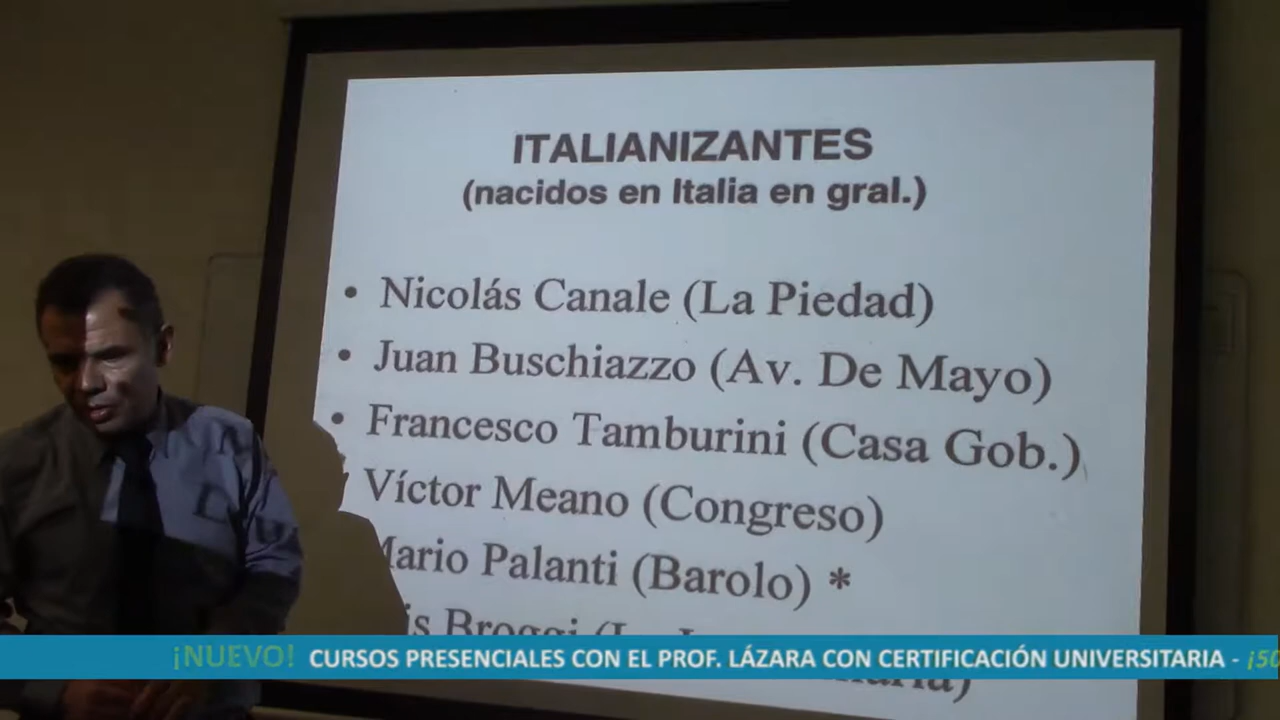 ITALIANIZANTES
(nacidos en Italia en gral.)
• Nicolás Canale (La Piedad)
• Juan Buschiazzo (Av. De Mayo)
• Francesco Tamburini (Casa Gob.)
Víctor Meano (Congreso)
Mario Palanti (Barolo) *
Broggi
¡NUEVO! CURSOS PRESENCIALES CON EL PROF. LÁZARA CON CERTIFICACIÓN UNIVERSITARIA -